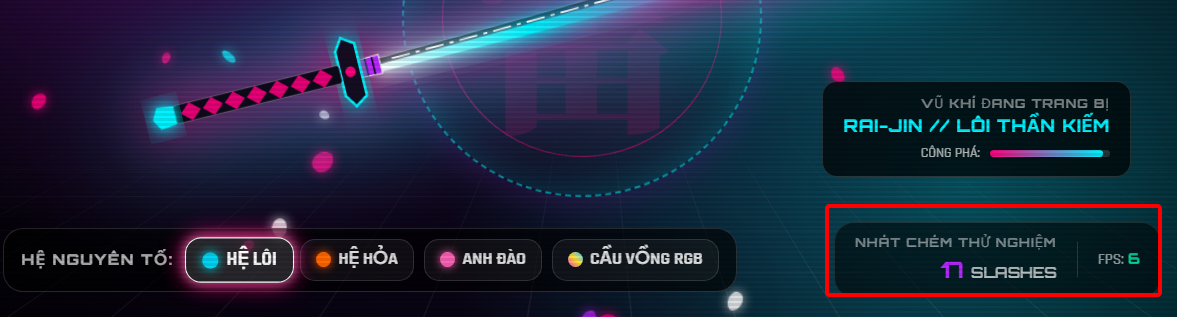 VŨ KHÍ ĐANG TRANG BỊ
RAI-JIN // LÔI THẦN KIẾM
CÔNG PHÁ:
HỆ NGUYÊN TỐ:
HỆ LÔI
HỆ HỎA
ANH ĐÀO
CẦU VỒNG RGB
NHÁT CHÉM THỬ NGHIỆM
17 SLASHES
FPS: 6